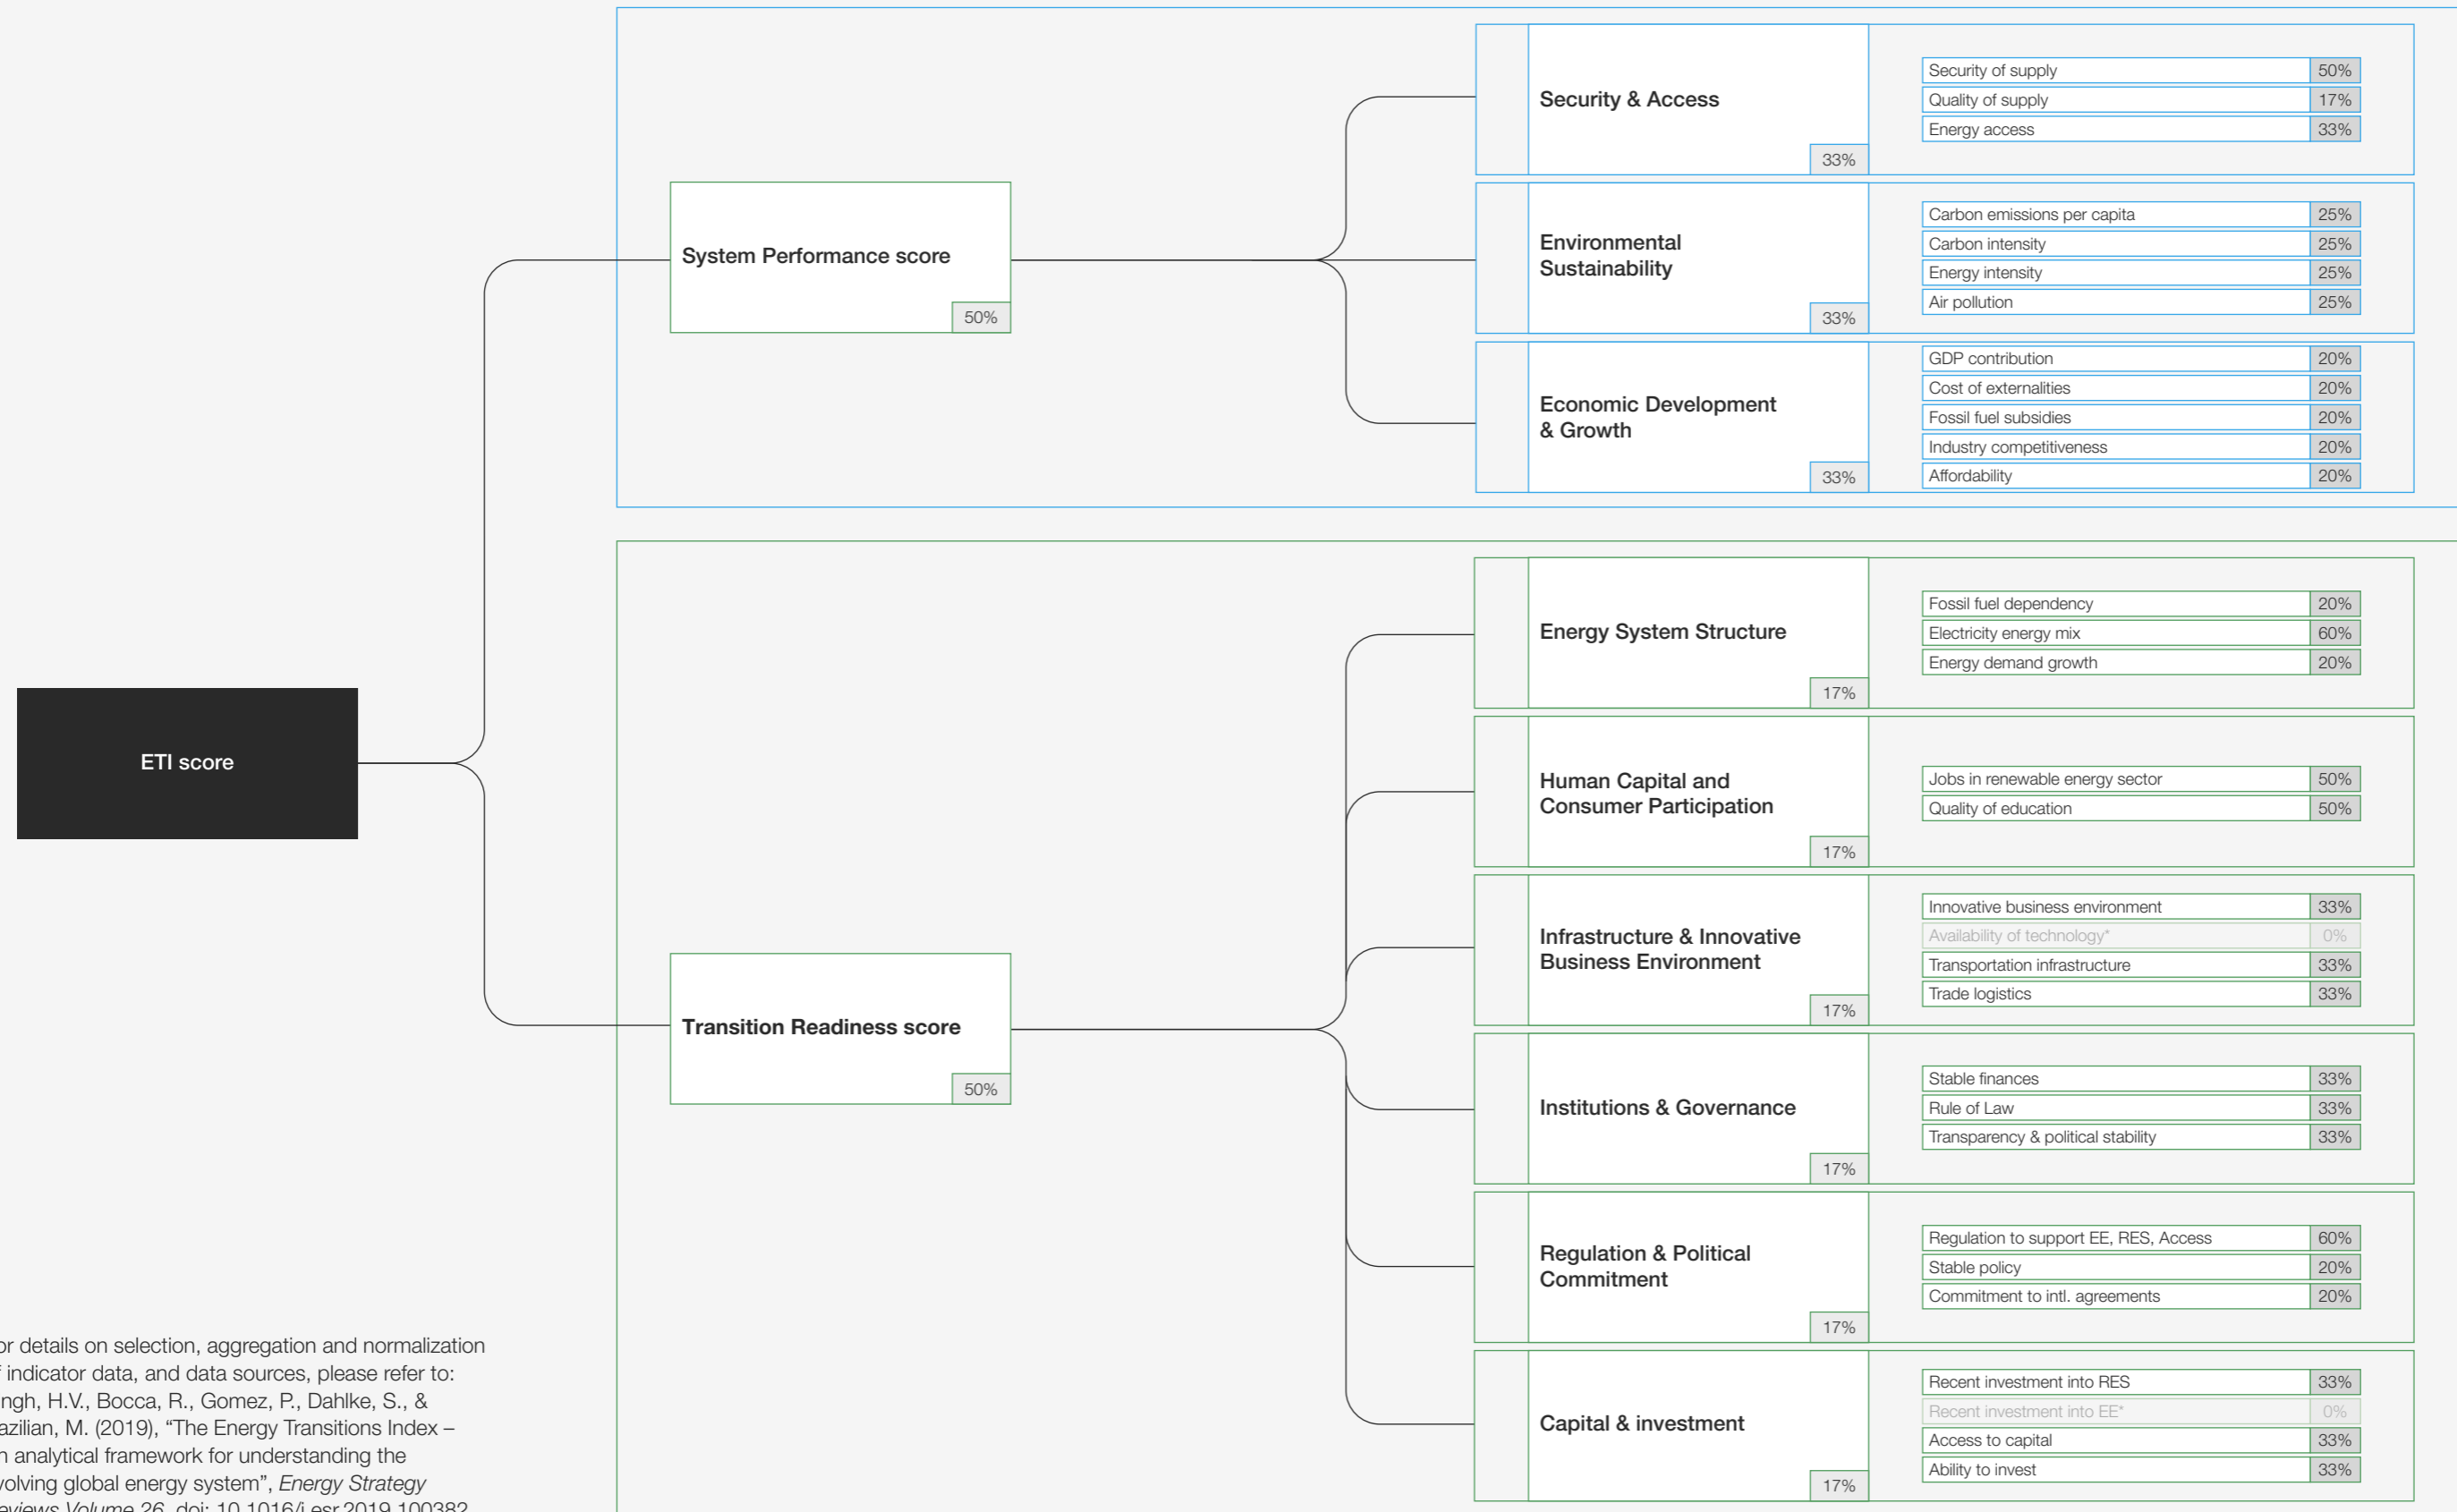 Security & Access
33%
Security of supply 50%
Quality of supply 17%
Energy access 33%
System Performance score
50%
Environmental
Sustainability
33%
Carbon emissions per capita 25%
Carbon intensity 25%
Energy intensity 25%
Air pollution 25%
Economic Development
& Growth
33%
GDP contribution 20%
Cost of externalities 20%
Fossil fuel subsidies 20%
Industry competitiveness 20%
Affordability 20%
ETI score
Energy System Structure
17%
Fossil fuel dependency 20%
Electricity energy mix 60%
Energy demand growth 20%
Human Capital and
Consumer Participation
17%
Jobs in renewable energy sector 50%
Quality of education 50%
Infrastructure & Innovative
Business Environment
17%
Innovative business environment 33%
Availability of technology* 0%
Transportation infrastructure 33%
Trade logistics 33%
Transition Readiness score
50%
Institutions & Governance
17%
Stable finances 33%
Rule of Law 33%
Transparency & political stability 33%
Regulation & Political
Commitment
17%
Regulation to support EE, RES, Access 60%
Stable policy 20%
Commitment to intl. agreements 20%
Capital & investment
17%
Recent investment into RES 33%
Recent investment into EE* 0%
Access to capital 33%
Ability to invest 33%
or details on selection, aggregation and normalization
f indicator data, and data sources, please refer to:
ngh, H.V., Bocca, R., Gomez, P., Dahlke, S., &
azilian, M. (2019), “The Energy Transitions Index –
n analytical framework for understanding the
volving global energy system”, Energy Strategy
eviews Volume 26, doi: 10.1016/j.esr.2019.100382